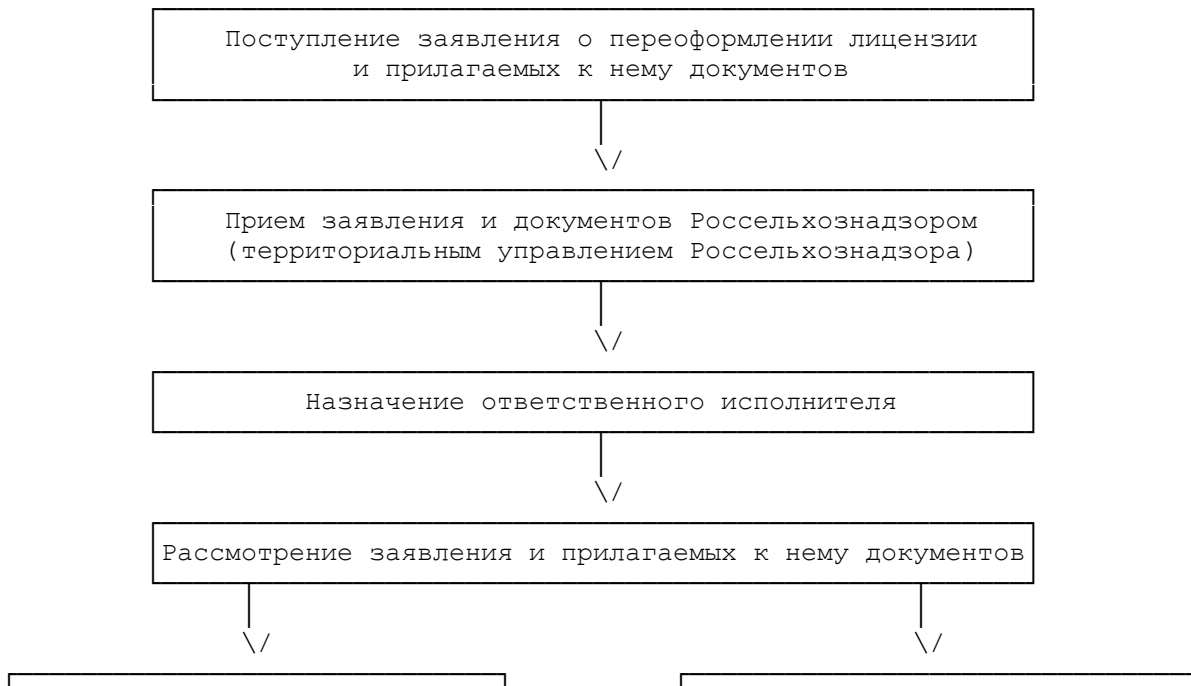 Поступление заявления о переоформлении лицензии
и прилагаемых к нему документов
Прием заявления и документов Россельхознадзором
(территориальным управлением Россельхознадзора)
Назначение ответственного исполнителя
Рассмотрение заявления и прилагаемых к нему документов